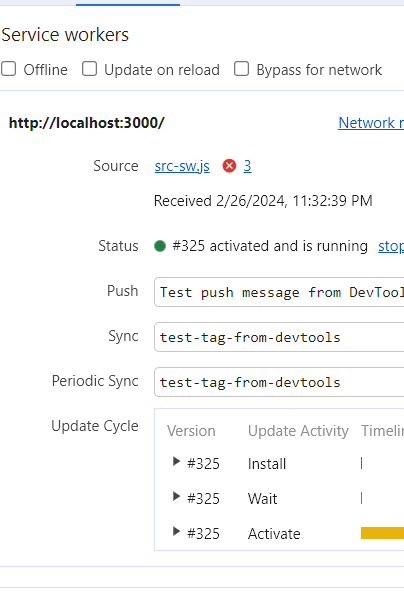 Service workers
Offline Update on reload Bypass for network
http://localhost:3000/ Network
Source src-sw.js 3
Received 2/26/2024, 11:32:39 PM
Status #325 activated and is running stop
Push Test push message from DevTool
Sync test-tag-from-devtools
Periodic Sync test-tag-from-devtools
Update Cycle Version Update Activity Timelin
#325 Install
#325 Wait
#325 Activate